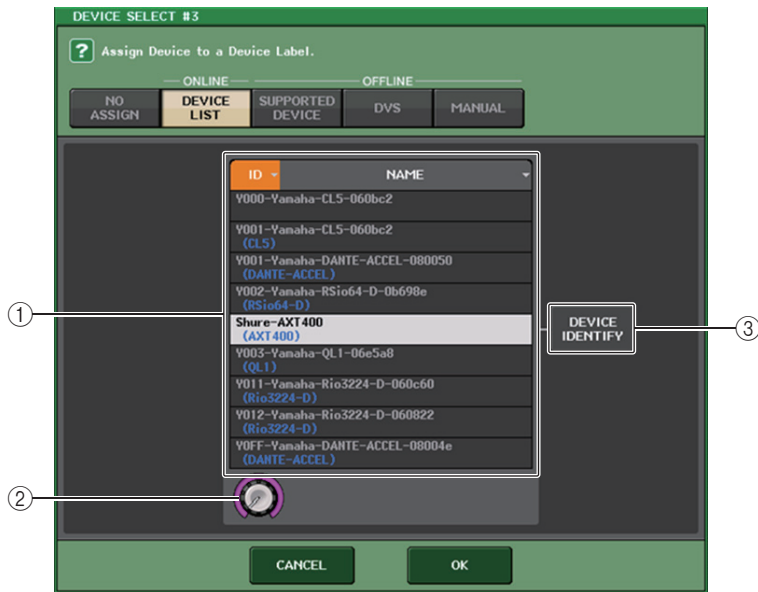 DEVICE SELECT #3
? Assign Device to a Device Label.
ONLINE OFFLINE
NO ASSIGN
DEVICE LIST
SUPPORTED DEVICE
DVS
MANUAL
ID NAME
Y000-Yamaha-CL5-060bc2
Y001-Yamaha-CL5-060bc2
(CL5)
Y001-Yamaha-DANTE-ACCEL-080050
(DANTE-ACCEL)
Y002-Yamaha-RSio64-D-0b698e
(RSio64-D)
Shure-AXT400
(AXT400)
Y003-Yamaha-QL1-06e5a8
(QL1)
Y011-Yamaha-Rio3224-D-060c60
(Rio3224-D)
Y012-Yamaha-Rio3224-D-060822
(Rio3224-D)
Y0FF-Yamaha-DANTE-ACCEL-08004e
(DANTE-ACCEL)
1
DEVICE IDENTIFY
3
2
CANCEL
OK